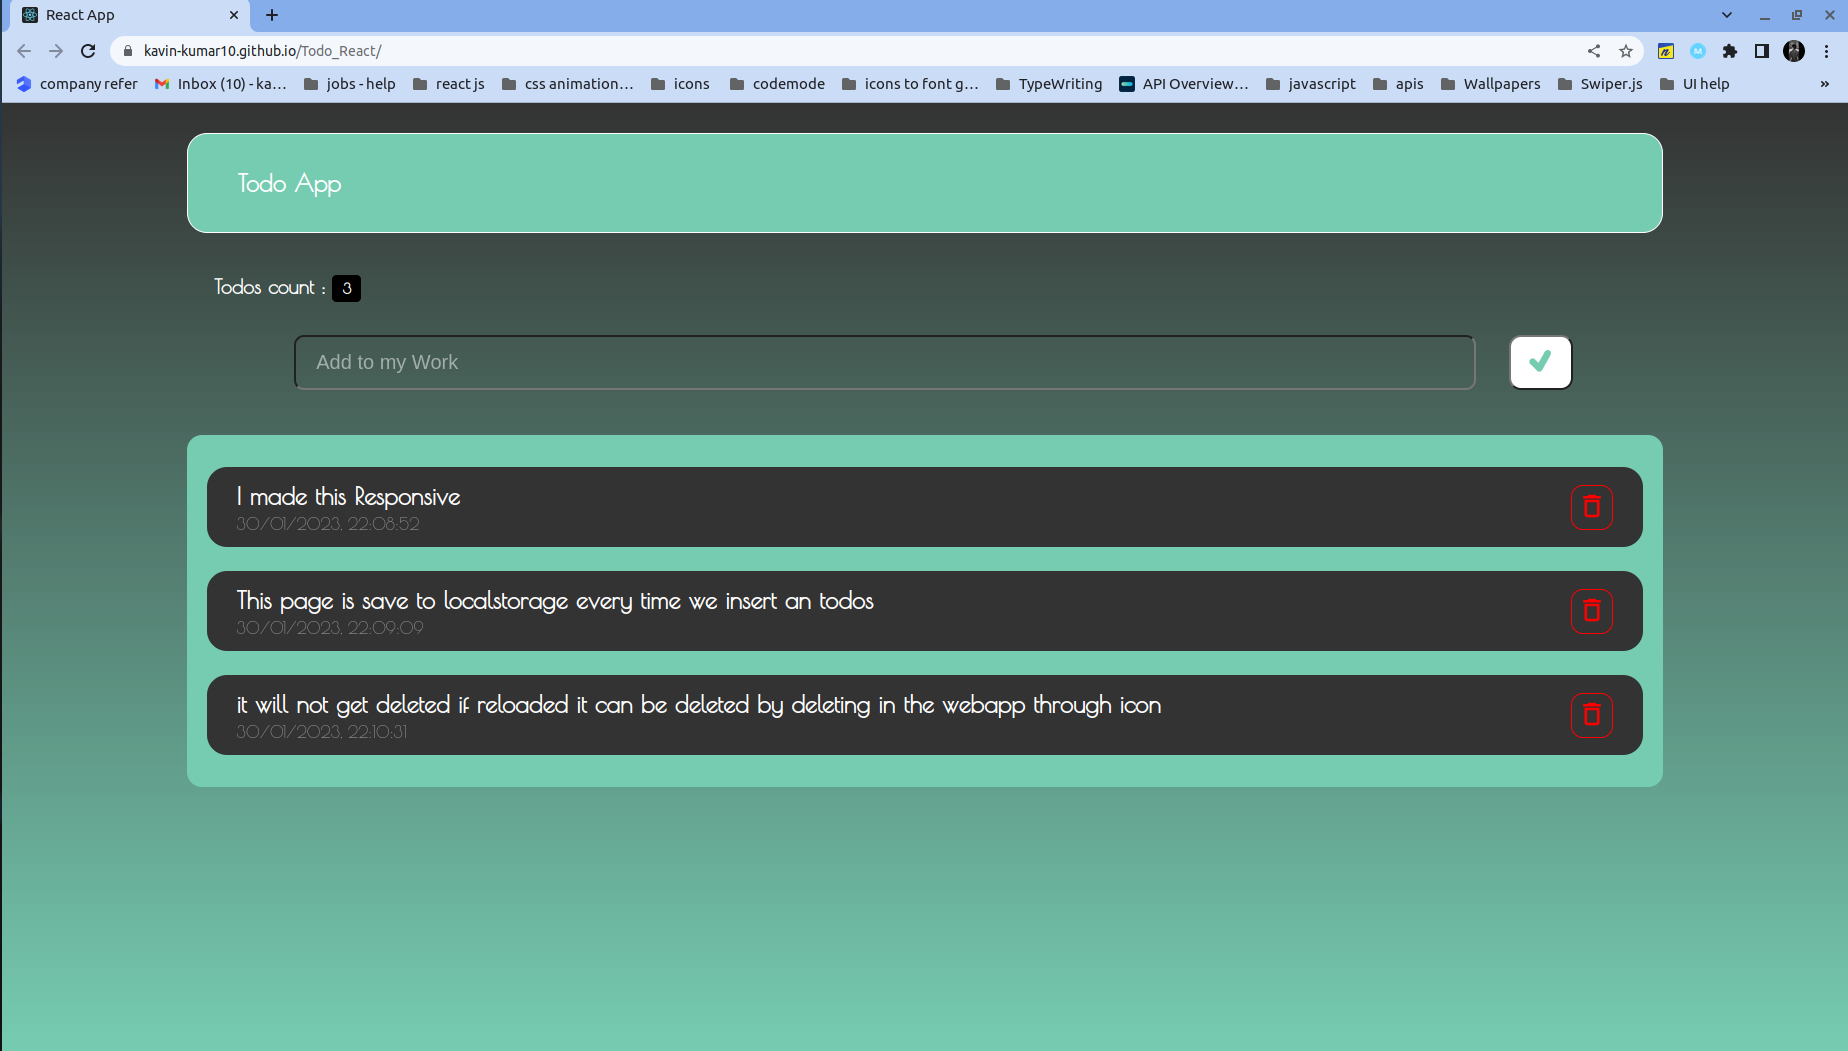 React App
kavin-kumar10.github.io/Todo_React/
company refer Inbox (10) - ka... jobs - help react js css animation... icons codemode icons to font g... TypeWriting API Overview... javascript apis Wallpapers Swiper.js UI help »
Todo App
Todos count : 3
Add to my Work
I made this Responsive
30/01/2023, 22:08:52
This page is save to localstorage every time we insert an todos
30/01/2023, 22:09:09
it will not get deleted if reloaded it can be deleted by deleting in the webapp through icon
30/01/2023, 22:10:31